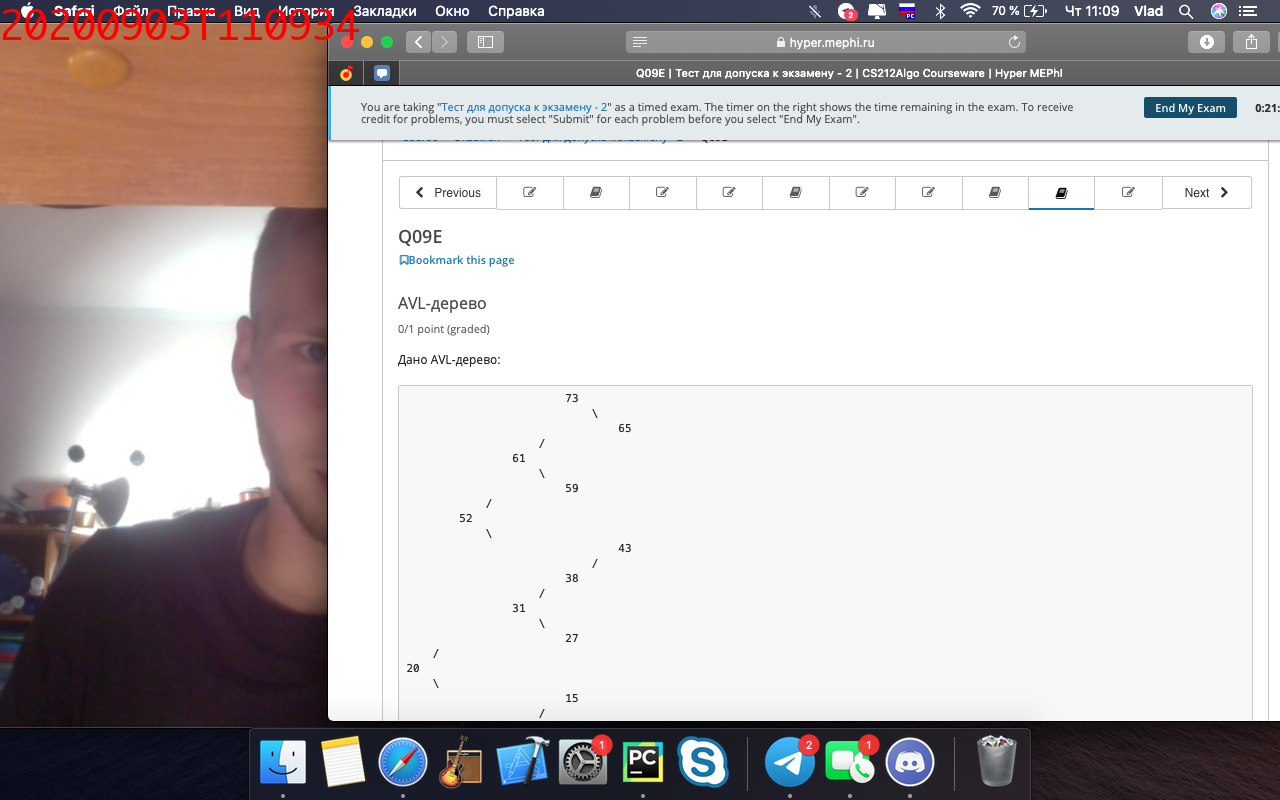 Safari Файл Правка Вид История Закладки Окно Справка 2 РС 70 % Чт 11:09 Vlad
20200903T110934
hyper.mephi.ru
Q09E | Тест для допуска к экзамену - 2 | CS212Algo Courseware | Hyper MEPhI
You are taking "Тест для допуска к экзамену - 2" as a timed exam. The timer on the right shows the time remaining in the exam. To receive
credit for problems, you must select "Submit" for each problem before you select "End My Exam".
End My Exam
0:21:
Previous
Next
Q09E
Bookmark this page
AVL-дерево
0/1 point (graded)
Дано AVL-дерево:
73
\
65
/
61
\
59
/
52
\
43
/
38
/
31
\
27
/
20
\
15
/
1
PC
2
1